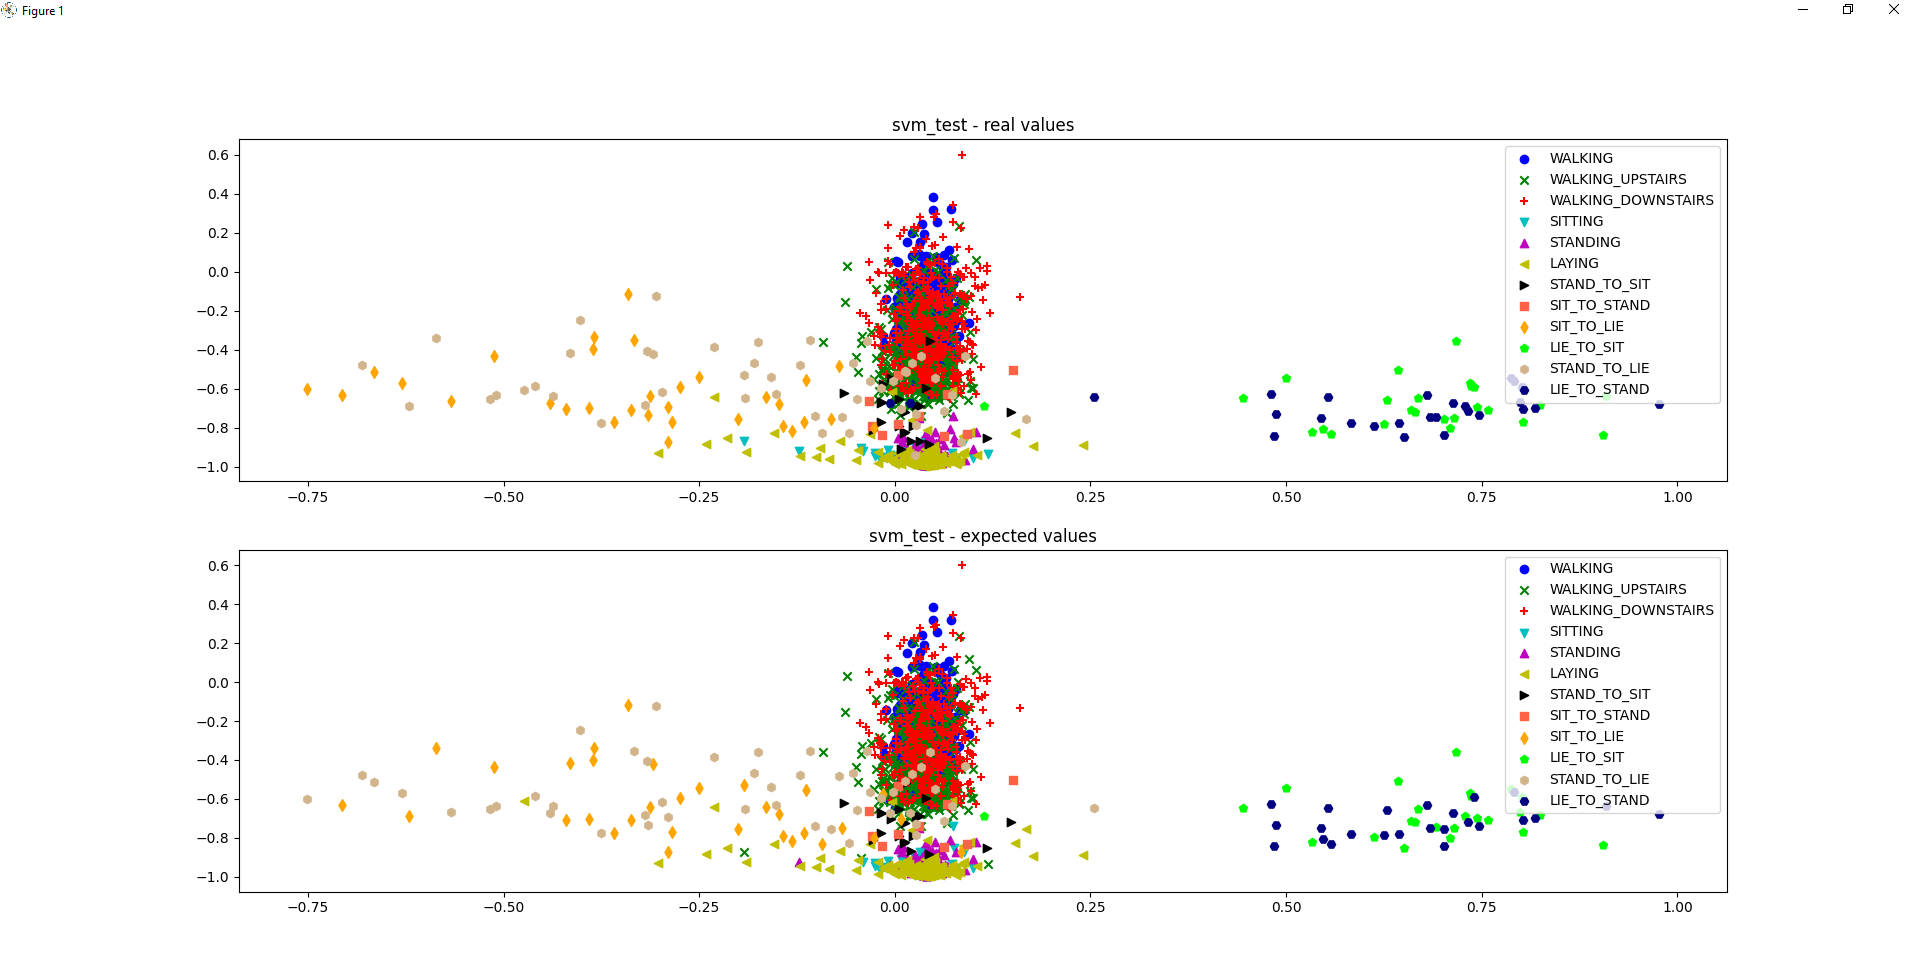 Figure 1
svm_test - real values
0.6
0.4
0.2
0.0
−0.2
−0.4
−0.6
−0.8
−1.0
WALKING
WALKING_UPSTAIRS
WALKING_DOWNSTAIRS
SITTING
STANDING
LAYING
STAND_TO_SIT
SIT_TO_STAND
SIT_TO_LIE
LIE_TO_SIT
STAND_TO_LIE
LIE_TO_STAND
−0.75 −0.50 −0.25 0.00 0.25 0.50 0.75 1.00
svm_test - expected values
0.6
0.4
0.2
0.0
−0.2
−0.4
−0.6
−0.8
−1.0
WALKING
WALKING_UPSTAIRS
WALKING_DOWNSTAIRS
SITTING
STANDING
LAYING
STAND_TO_SIT
SIT_TO_STAND
SIT_TO_LIE
LIE_TO_SIT
STAND_TO_LIE
LIE_TO_STAND
−0.75 −0.50 −0.25 0.00 0.25 0.50 0.75 1.00